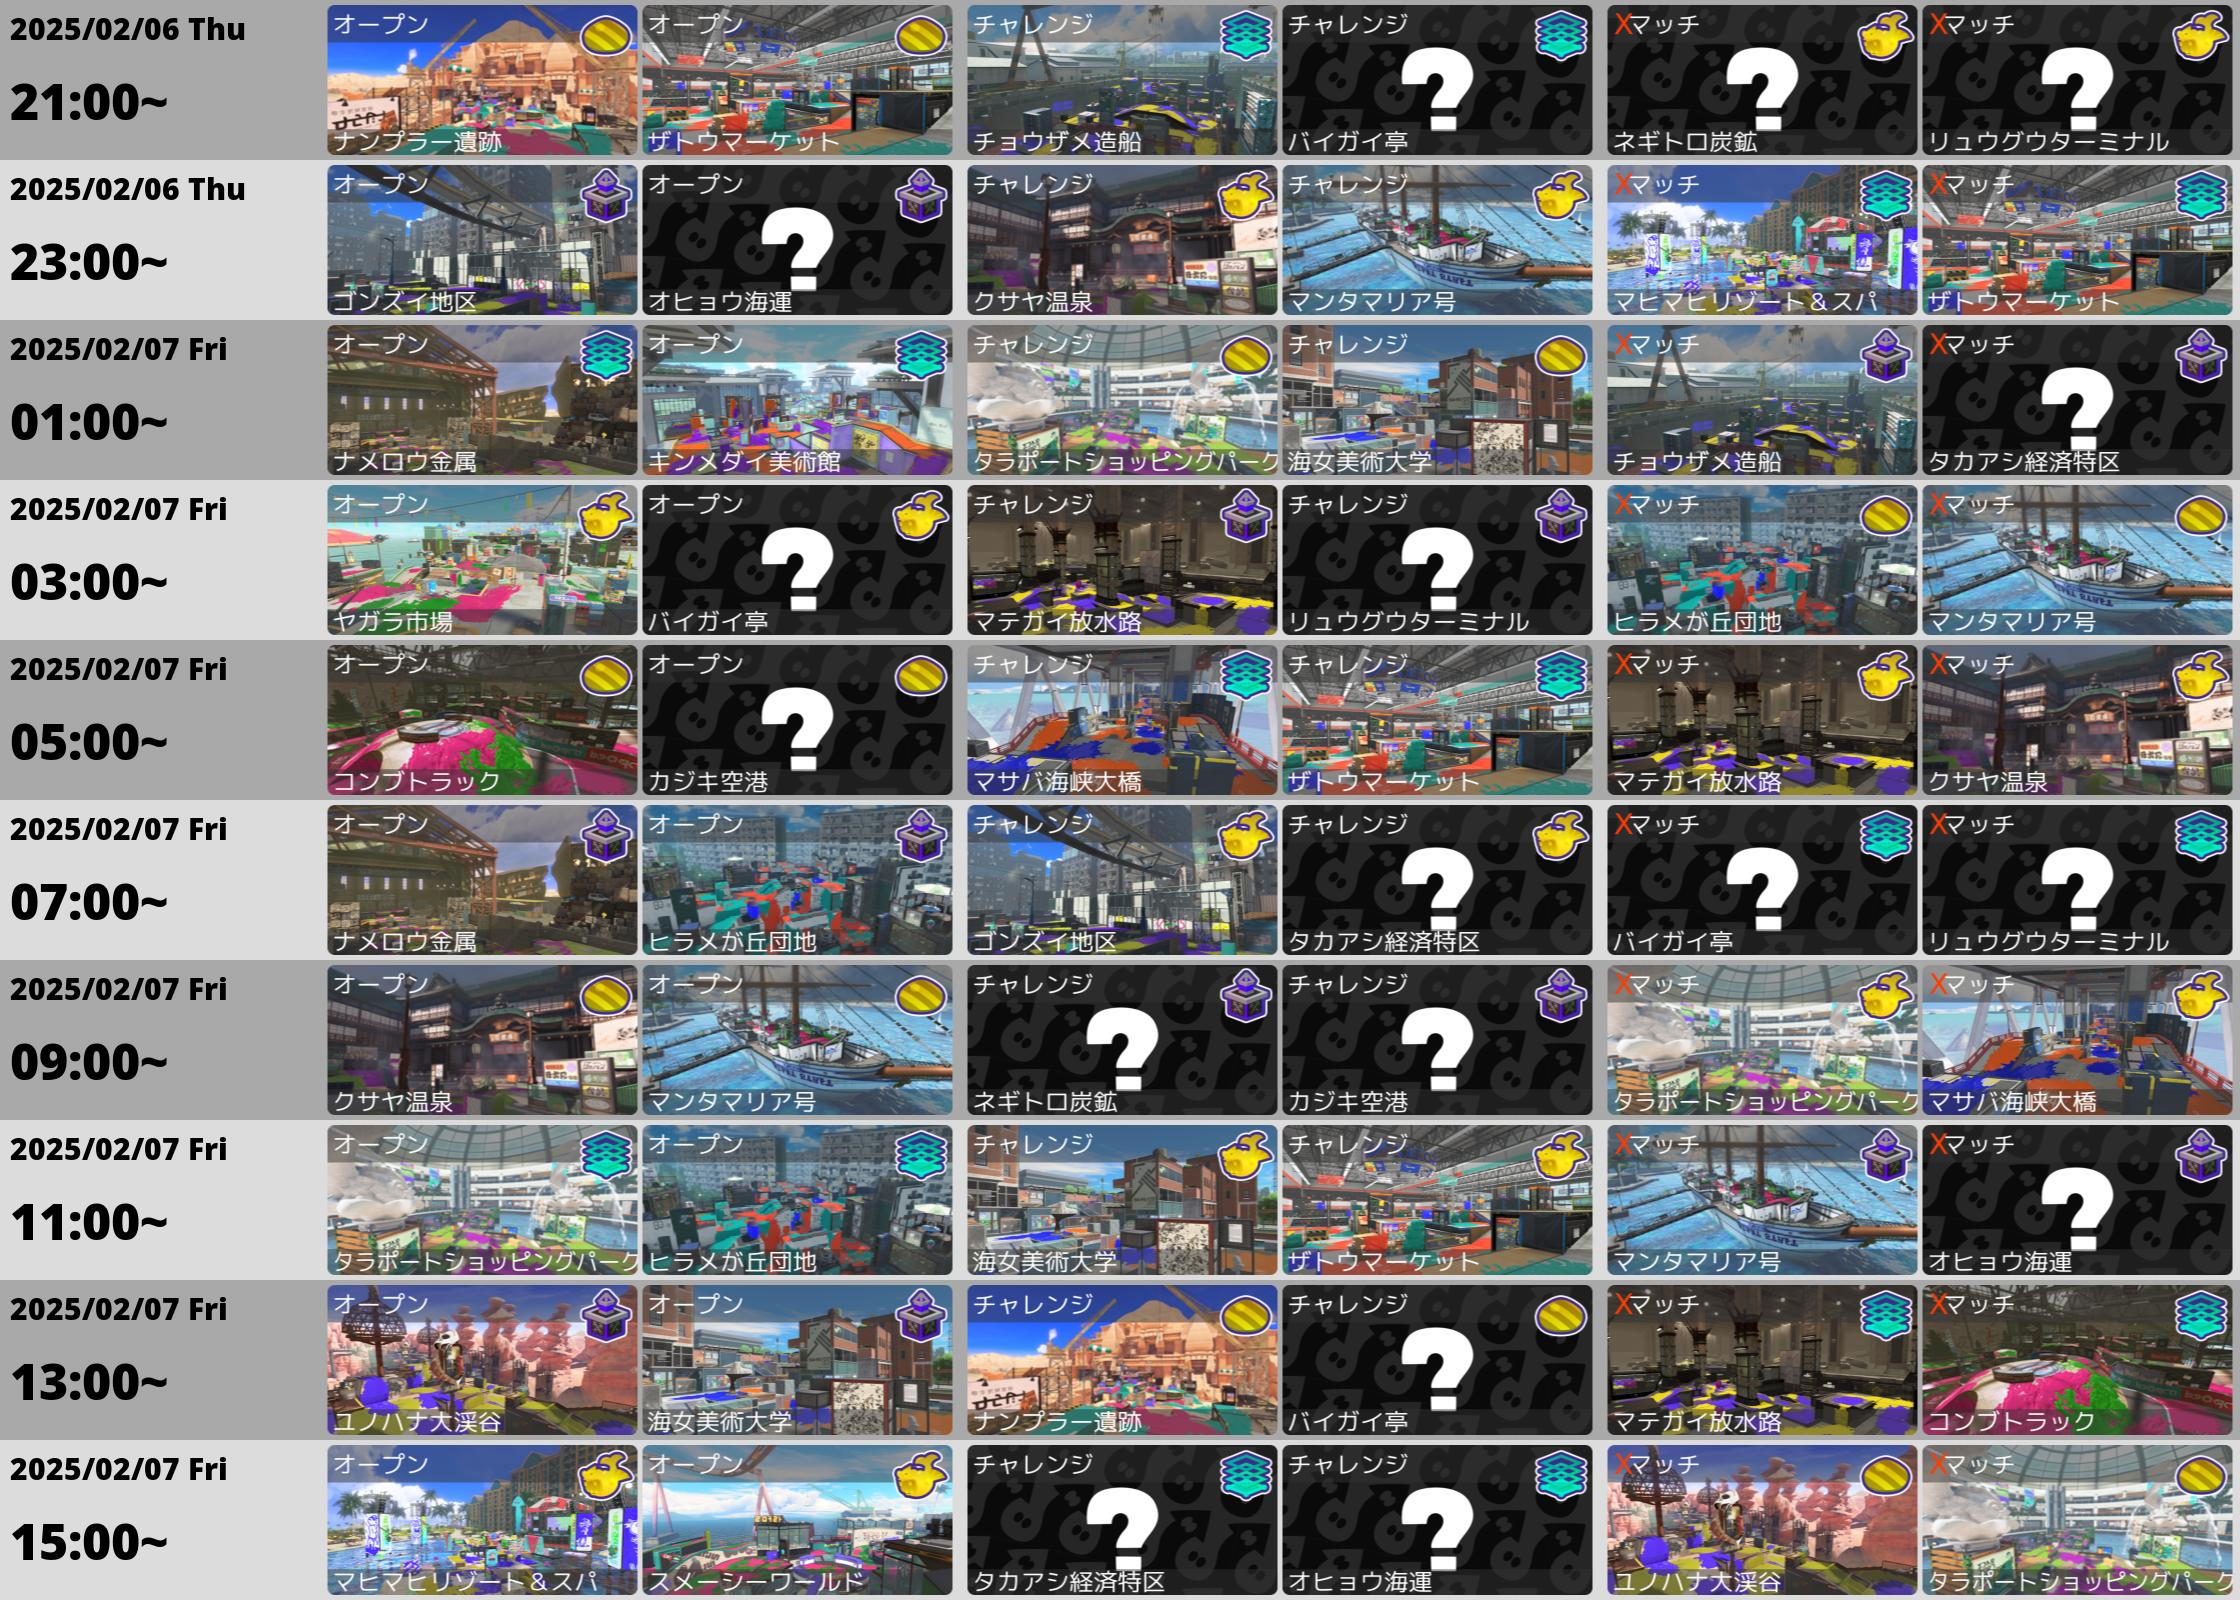 2025/02/06 Thu
21:00~
オープン
ナンプラー遺跡
オープン
ザトウマーケット
チャレンジ
チョウザメ造船
チャレンジ
バイガイ亭
Xマッチ
ネギトロ炭鉱
Xマッチ
リュウグウターミナル
2025/02/06 Thu
23:00~
オープン
ゴンズイ地区
オープン
オヒョウ海運
チャレンジ
クサヤ温泉
チャレンジ
マンタマリア号
Xマッチ
マヒマヒリゾート＆スパ
Xマッチ
ザトウマーケット
2025/02/07 Fri
01:00~
オープン
ナメロウ金属
オープン
キンメダイ美術館
チャレンジ
タラポートショッピングパーク
チャレンジ
海女美術大学
Xマッチ
チョウザメ造船
Xマッチ
タカアシ経済特区
2025/02/07 Fri
03:00~
オープン
ヤガラ市場
オープン
バイガイ亭
チャレンジ
マテガイ放水路
チャレンジ
リュウグウターミナル
Xマッチ
ヒラメが丘団地
Xマッチ
マンタマリア号
2025/02/07 Fri
05:00~
オープン
コンブトラック
オープン
カジキ空港
チャレンジ
マサバ海峡大橋
チャレンジ
ザトウマーケット
Xマッチ
マテガイ放水路
Xマッチ
クサヤ温泉
2025/02/07 Fri
07:00~
オープン
ナメロウ金属
オープン
ヒラメが丘団地
チャレンジ
ゴンズイ地区
チャレンジ
タカアシ経済特区
Xマッチ
バイガイ亭
Xマッチ
リュウグウターミナル
2025/02/07 Fri
09:00~
オープン
クサヤ温泉
オープン
マンタマリア号
チャレンジ
ネギトロ炭鉱
チャレンジ
カジキ空港
Xマッチ
タラポートショッピングパーク
Xマッチ
マサバ海峡大橋
2025/02/07 Fri
11:00~
オープン
タラポートショッピングパーク
オープン
ヒラメが丘団地
チャレンジ
海女美術大学
チャレンジ
ザトウマーケット
Xマッチ
マンタマリア号
Xマッチ
オヒョウ海運
2025/02/07 Fri
13:00~
オープン
ユノハナ大渓谷
オープン
海女美術大学
チャレンジ
ナンプラー遺跡
チャレンジ
バイガイ亭
Xマッチ
マテガイ放水路
Xマッチ
コンブトラック
2025/02/07 Fri
15:00~
オープン
マヒマヒリゾート＆スパ
オープン
スメーシーワールド
チャレンジ
タカアシ経済特区
チャレンジ
オヒョウ海運
Xマッチ
ユノハナ大渓谷
Xマッチ
タラポートショッピングパーク